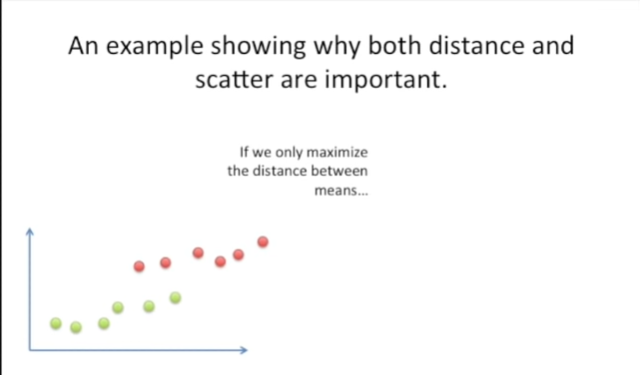 An example showing why both distance and
scatter are important.
If we only maximize
the distance between
means...